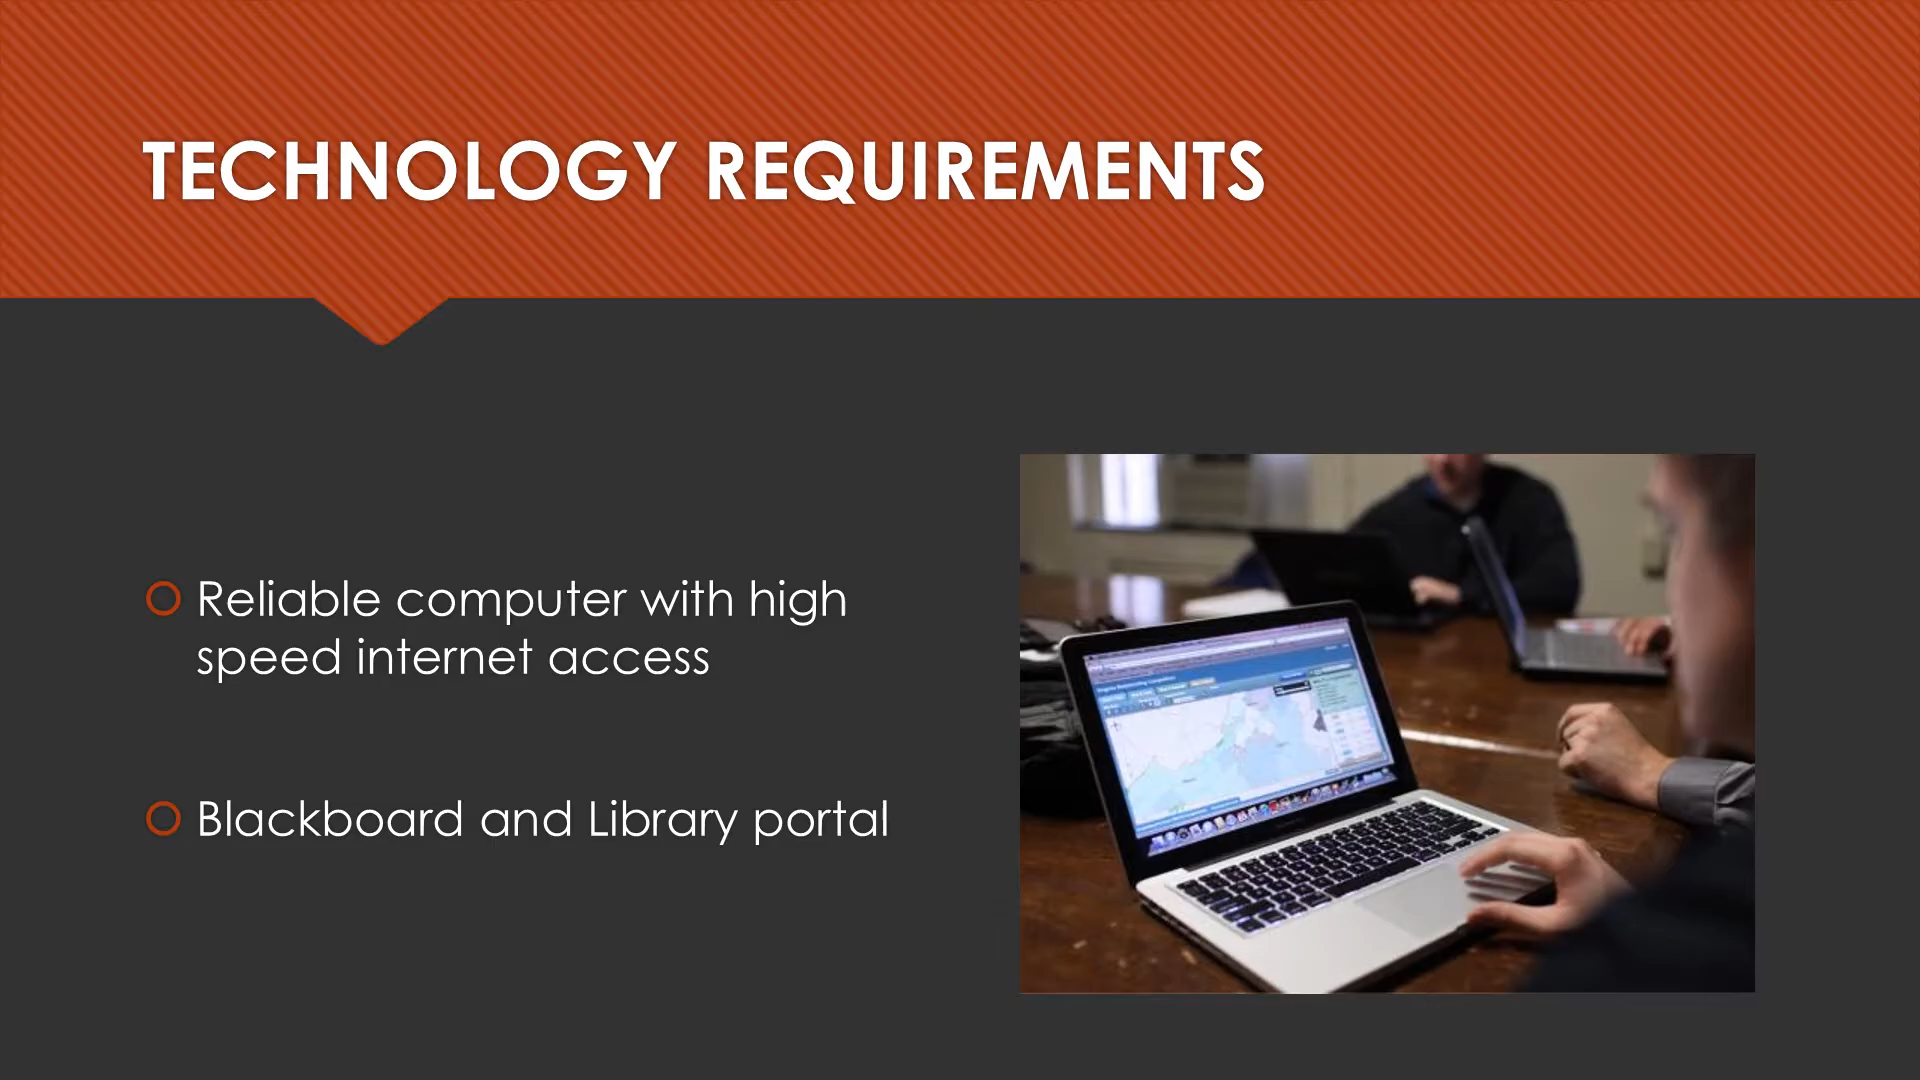 TECHNOLOGY REQUIREMENTS
Reliable computer with high
speed internet access
Blackboard and Library portal